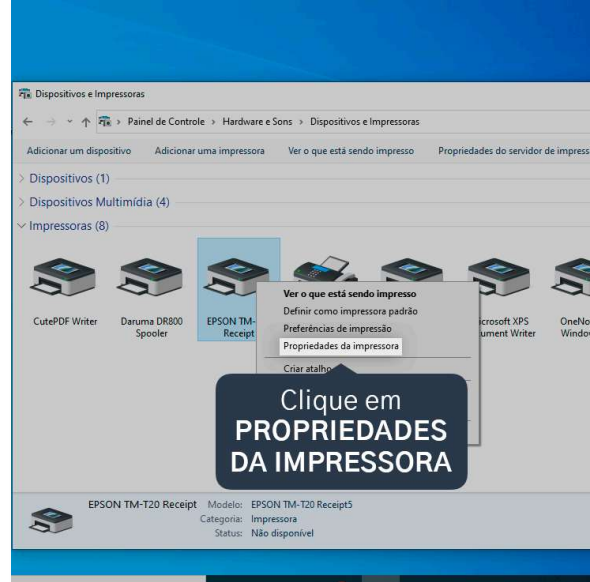 Dispositivos e Impressoras
Painel de Controle > Hardware e Sons > Dispositivos e Impressoras
Adicionar um dispositivo Adicionar uma impressora Ver o que está sendo impresso Propriedades do servidor de impress
Dispositivos (1)
Dispositivos Multimídia (4)
Impressoras (8)
CutePDF Writer
Daruma DR800
Spooler
EPSON TM-
Receipt
Ver o que está sendo impresso
Definir como impressora padrão
Preferências de impressão
Propriedades da impressora
Criar atalho
crosoft XPS
ument Writer
OneNo
Windo
Clique em
PROPRIEDADES
DA IMPRESSORA
EPSON TM-T20 Receipt Modelo: EPSON TM-T20 Receipt5
Categoria: Impressora
Status: Não disponível